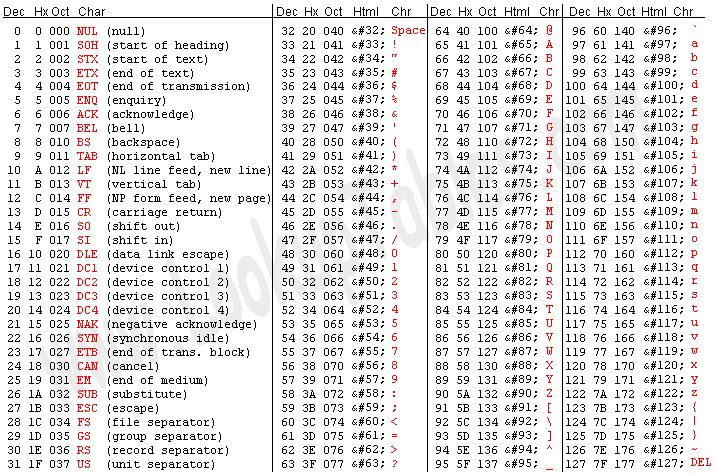 Dec Hx Oct Char Dec Hx Oct Html Chr Dec Hx Oct Html Chr Dec Hx Oct Html Chr
0 0 000 NUL (null) 32 20 040 &#32; Space 64 40 100 &#64; @ 96 60 140 &#96; `
1 1 001 SOH (start of heading) 33 21 041 &#33; ! 65 41 101 &#65; A 97 61 141 &#97; a
2 2 002 STX (start of text) 34 22 042 &#34; " 66 42 102 &#66; B 98 62 142 &#98; b
3 3 003 ETX (end of text) 35 23 043 &#35; # 67 43 103 &#67; C 99 63 143 &#99; c
4 4 004 EOT (end of transmission) 36 24 044 &#36; $ 68 44 104 &#68; D 100 64 144 &#100; d
5 5 005 ENQ (enquiry) 37 25 045 &#37; % 69 45 105 &#69; E 101 65 145 &#101; e
6 6 006 ACK (acknowledge) 38 26 046 &#38; & 70 46 106 &#70; F 102 66 146 &#102; f
7 7 007 BEL (bell) 39 27 047 &#39; ' 71 47 107 &#71; G 103 67 147 &#103; g
8 8 010 BS (backspace) 40 28 050 &#40; ( 72 48 110 &#72; H 104 68 150 &#104; h
9 9 011 TAB (horizontal tab) 41 29 051 &#41; ) 73 49 111 &#73; I 105 69 151 &#105; i
10 A 012 LF (NL line feed, new line) 42 2A 052 &#42; * 74 4A 112 &#74; J 106 6A 152 &#106; j
11 B 013 VT (vertical tab) 43 2B 053 &#43; + 75 4B 113 &#75; K 107 6B 153 &#107; k
12 C 014 FF (NP form feed, new page) 44 2C 054 &#44; , 76 4C 114 &#76; L 108 6C 154 &#108; l
13 D 015 CR (carriage return) 45 2D 055 &#45; - 77 4D 115 &#77; M 109 6D 155 &#109; m
14 E 016 SO (shift out) 46 2E 056 &#46; . 78 4E 116 &#78; N 110 6E 156 &#110; n
15 F 017 SI (shift in) 47 2F 057 &#47; / 79 4F 117 &#79; O 111 6F 157 &#111; o
16 10 020 DLE (data link escape) 48 30 060 &#48; 0 80 50 120 &#80; P 112 70 160 &#112; p
17 11 021 DC1 (device control 1) 49 31 061 &#49; 1 81 51 121 &#81; Q 113 71 161 &#113; q
18 12 022 DC2 (device control 2) 50 32 062 &#50; 2 82 52 122 &#82; R 114 72 162 &#114; r
19 13 023 DC3 (device control 3) 51 33 063 &#51; 3 83 53 123 &#83; S 115 73 163 &#115; s
20 14 024 DC4 (device control 4) 52 34 064 &#52; 4 84 54 124 &#84; T 116 74 164 &#116; t
21 15 025 NAK (negative acknowledge) 53 35 065 &#53; 5 85 55 125 &#85; U 117 75 165 &#117; u
22 16 026 SYN (synchronous idle) 54 36 066 &#54; 6 86 56 126 &#86; V 118 76 166 &#118; v
23 17 027 ETB (end of trans. block) 55 37 067 &#55; 7 87 57 127 &#87; W 119 77 167 &#119; w
24 18 030 CAN (cancel) 56 38 070 &#56; 8 88 58 130 &#88; X 120 78 170 &#120; x
25 19 031 EM (end of medium) 57 39 071 &#57; 9 89 59 131 &#89; Y 121 79 171 &#121; y
26 1A 032 SUB (substitute) 58 3A 072 &#58; : 90 5A 132 &#90; Z 122 7A 172 &#122; z
27 1B 033 ESC (escape) 59 3B 073 &#59; ; 91 5B 133 &#91; [ 123 7B 173 &#123; {
28 1C 034 FS (file separator) 60 3C 074 &#60; < 92 5C 134 &#92; \ 124 7C 174 &#124; |
29 1D 035 GS (group separator) 61 3D 075 &#61; = 93 5D 135 &#93; ] 125 7D 175 &#125; }
30 1E 036 RS (record separator) 62 3E 076 &#62; > 94 5E 136 &#94; ^ 126 7E 176 &#126; ~
31 1F 037 US (unit separator) 63 3F 077 &#63; ? 95 5F 137 &#95; _ 127 7F 177 &#127; DEL